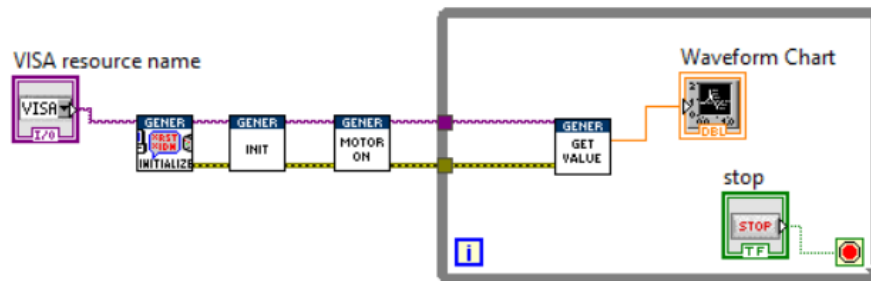 VISA resource name
VISA
I/O
GENER
*RST
*IDN
INITIALIZE
GENER
INIT
GENER
MOTOR
ON
GENER
GET
VALUE
Waveform Chart
DBL
stop
STOP
TF
i